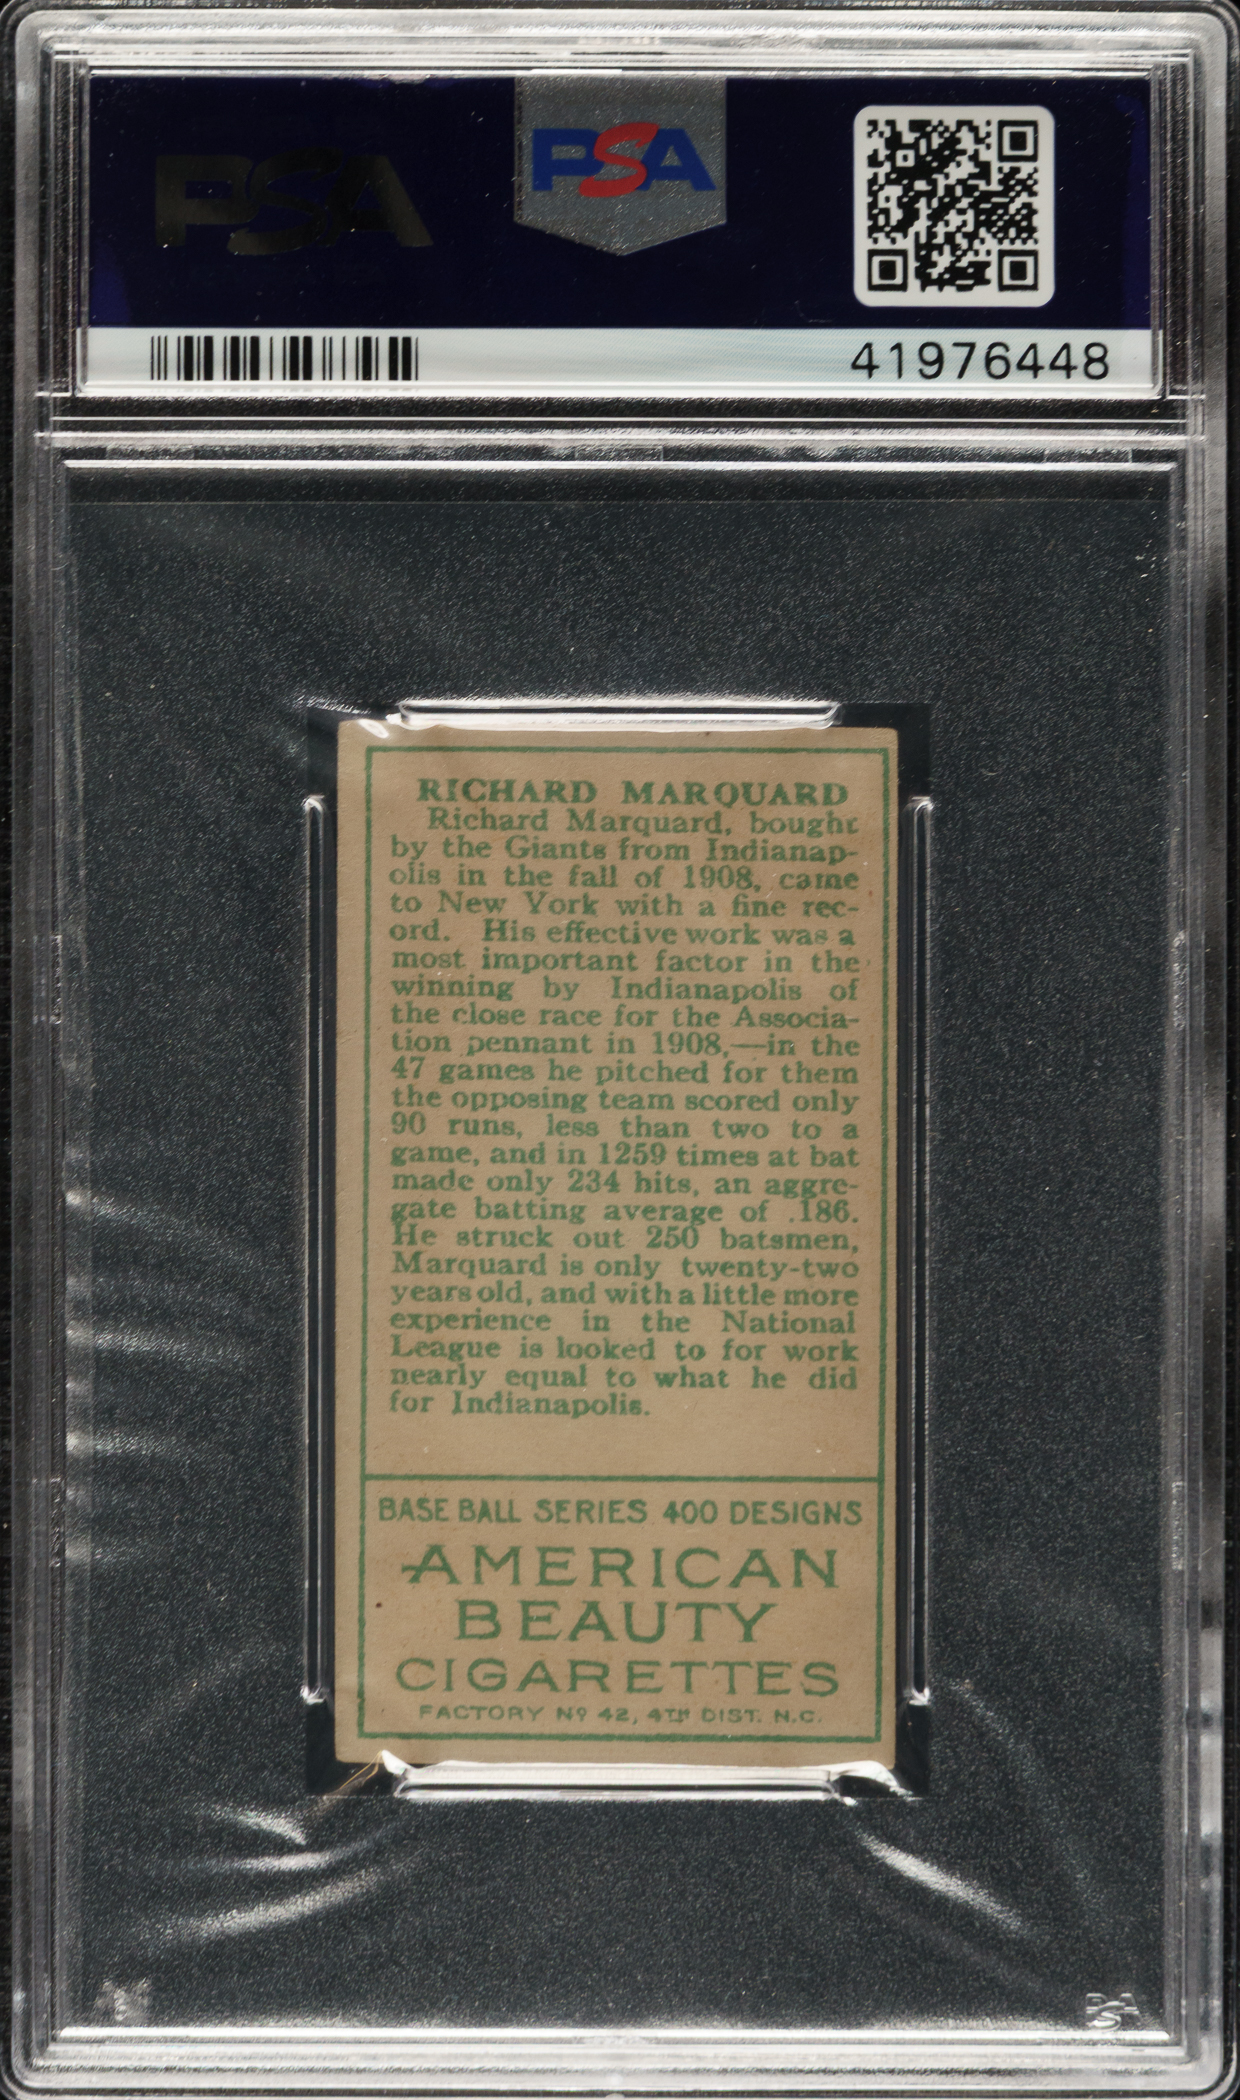 PSA
PSA
41976448
RICHARD MARQUARD
Richard Marquard, bought
by the Giants from Indianap-
olis in the fall of 1908, came
to New York with a fine rec-
ord. His effective work was a
most important factor in the
winning by Indianapolis of
the close race for the Associa-
tion pennant in 1908,—in the
47 games he pitched for them
the opposing team scored only
90 runs, less than two to a
game, and in 1259 times at bat
made only 234 hits, an aggre-
gate batting average of .186.
He struck out 250 batsmen,
Marquard is only twenty-two
years old, and with a little more
experience in the National
League is looked to for work
nearly equal to what he did
for Indianapolis.
BASE BALL SERIES 400 DESIGNS
AMERICAN
BEAUTY
CIGARETTES
FACTORY Nº 42, 4TH DIST. N.C.
PSA